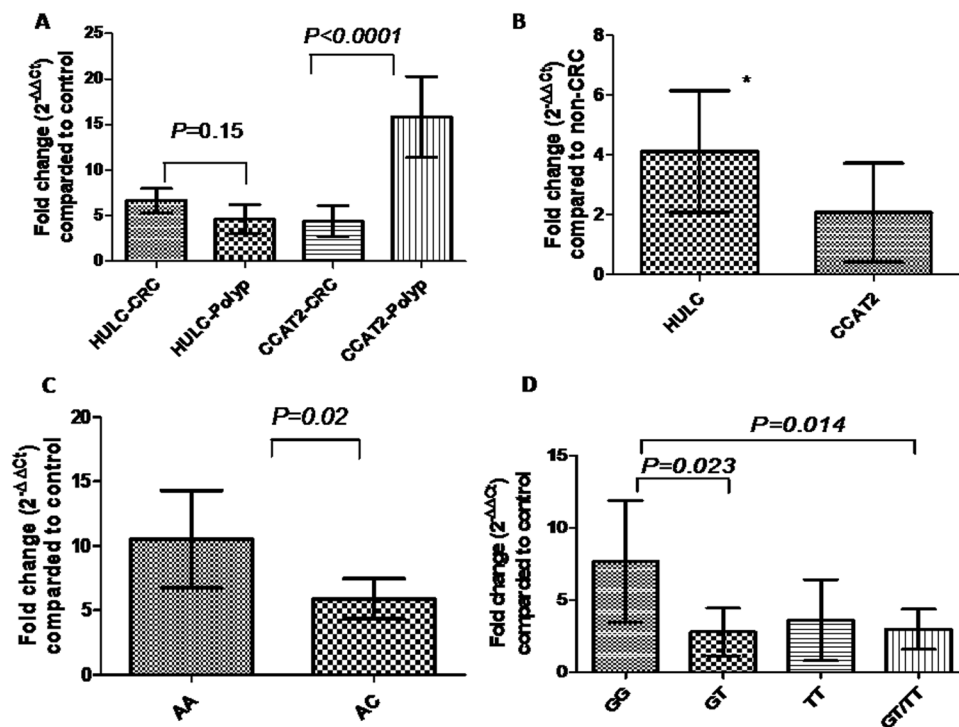 A
Fold change (2^-ΔΔCt)
comparded to control
25
20
15
10
5
0
P=0.15
P<0.0001
HULC-CRC
HULC-Polyp
CCAT2-CRC
CCAT2-Polyp
B
Fold change (2^-ΔΔCt)
compared to non-CRC
8
6
4
2
0
*
HULC
CCAT2
C
Fold change (2^-ΔΔCt)
comparded to control
20
15
10
5
0
P=0.02
AA
AC
D
Fold change (2^-ΔΔCt)
comparded to control
15
10
5
0
P=0.014
P=0.023
GG
GT
TT
GT/TT